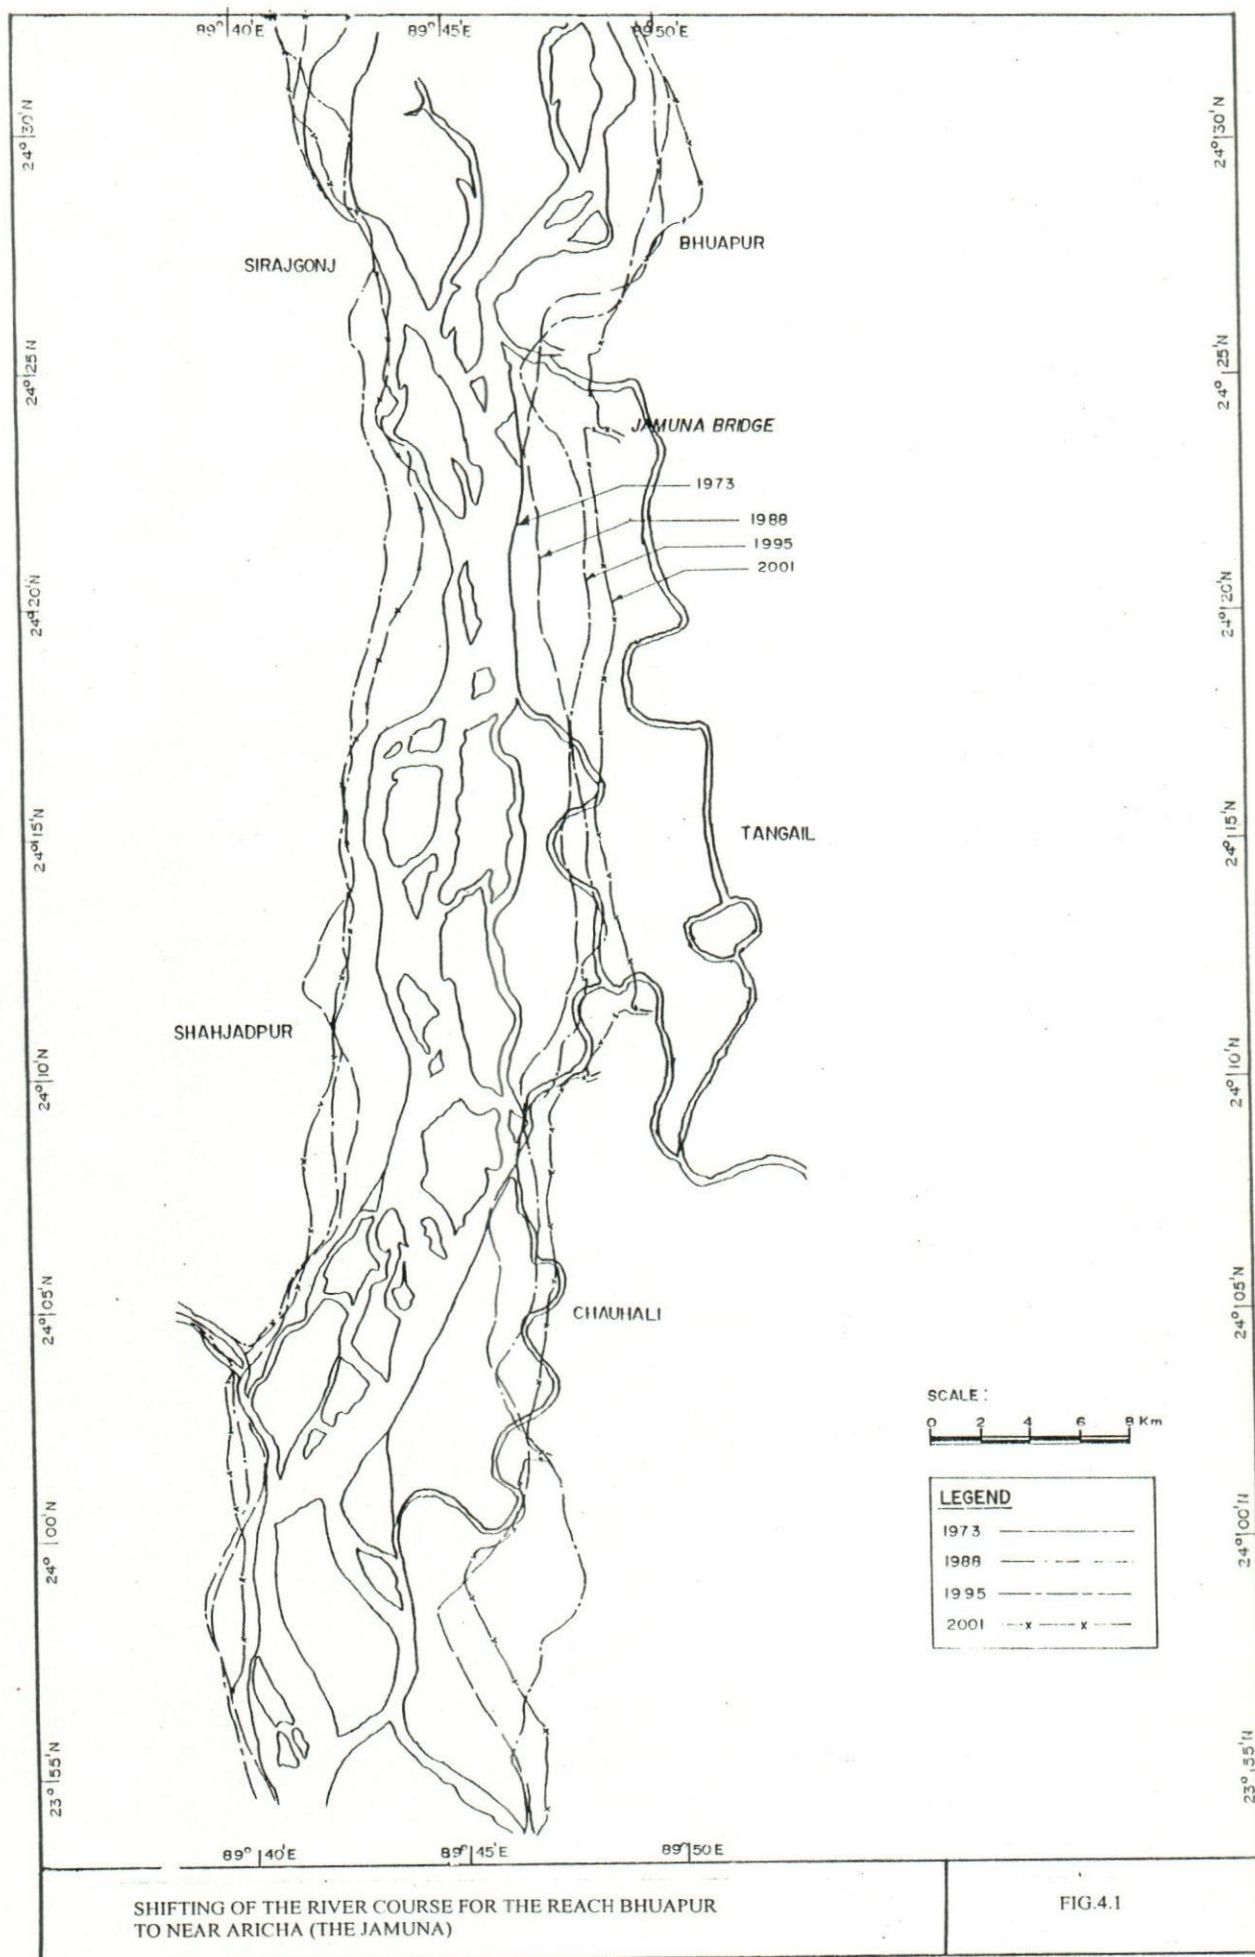 89° 40'E 89° 45'E 89° 50'E
24° 30'N 24° 30'N
BHUAPUR
SIRAJGONJ
24° 25'N 24° 25'N
JAMUNA BRIDGE
1973
1988
1995
2001
24° 20'N 24° 20'N
24° 15'N 24° 15'N
TANGAIL
SHAHJADPUR
24° 10'N 24° 10'N
24° 05'N 24° 05'N
CHAUHALI
SCALE :
0 2 4 6 8 Km
LEGEND
1973
1988
1995
2001 x x
24° 00'N 24° 00'N
23° 55'N 23° 55'N
89° 40'E 89° 45'E 89° 50'E
SHIFTING OF THE RIVER COURSE FOR THE REACH BHUAPUR
TO NEAR ARICHA (THE JAMUNA)
FIG.4.1